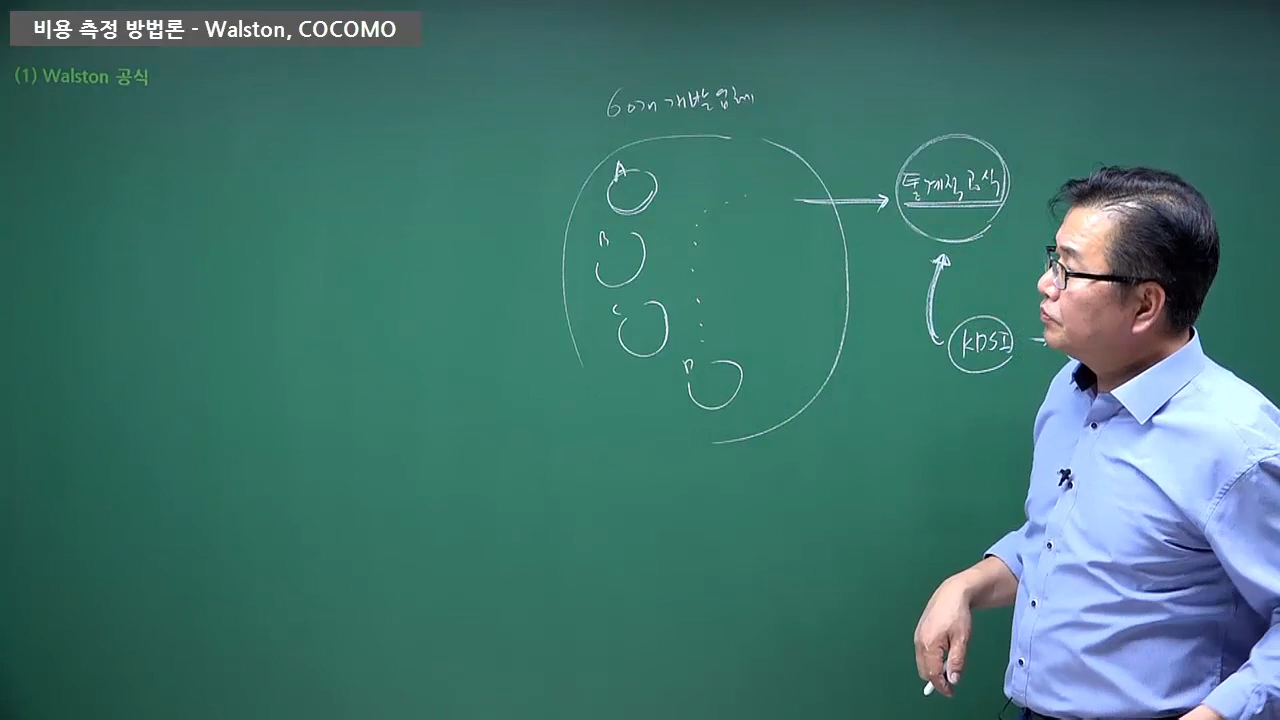 비용 측정 방법론 - Walston, COCOMO
(1) Walston 공식
60개 개발업체
A
B
C
D
통계적 공식
KDSI